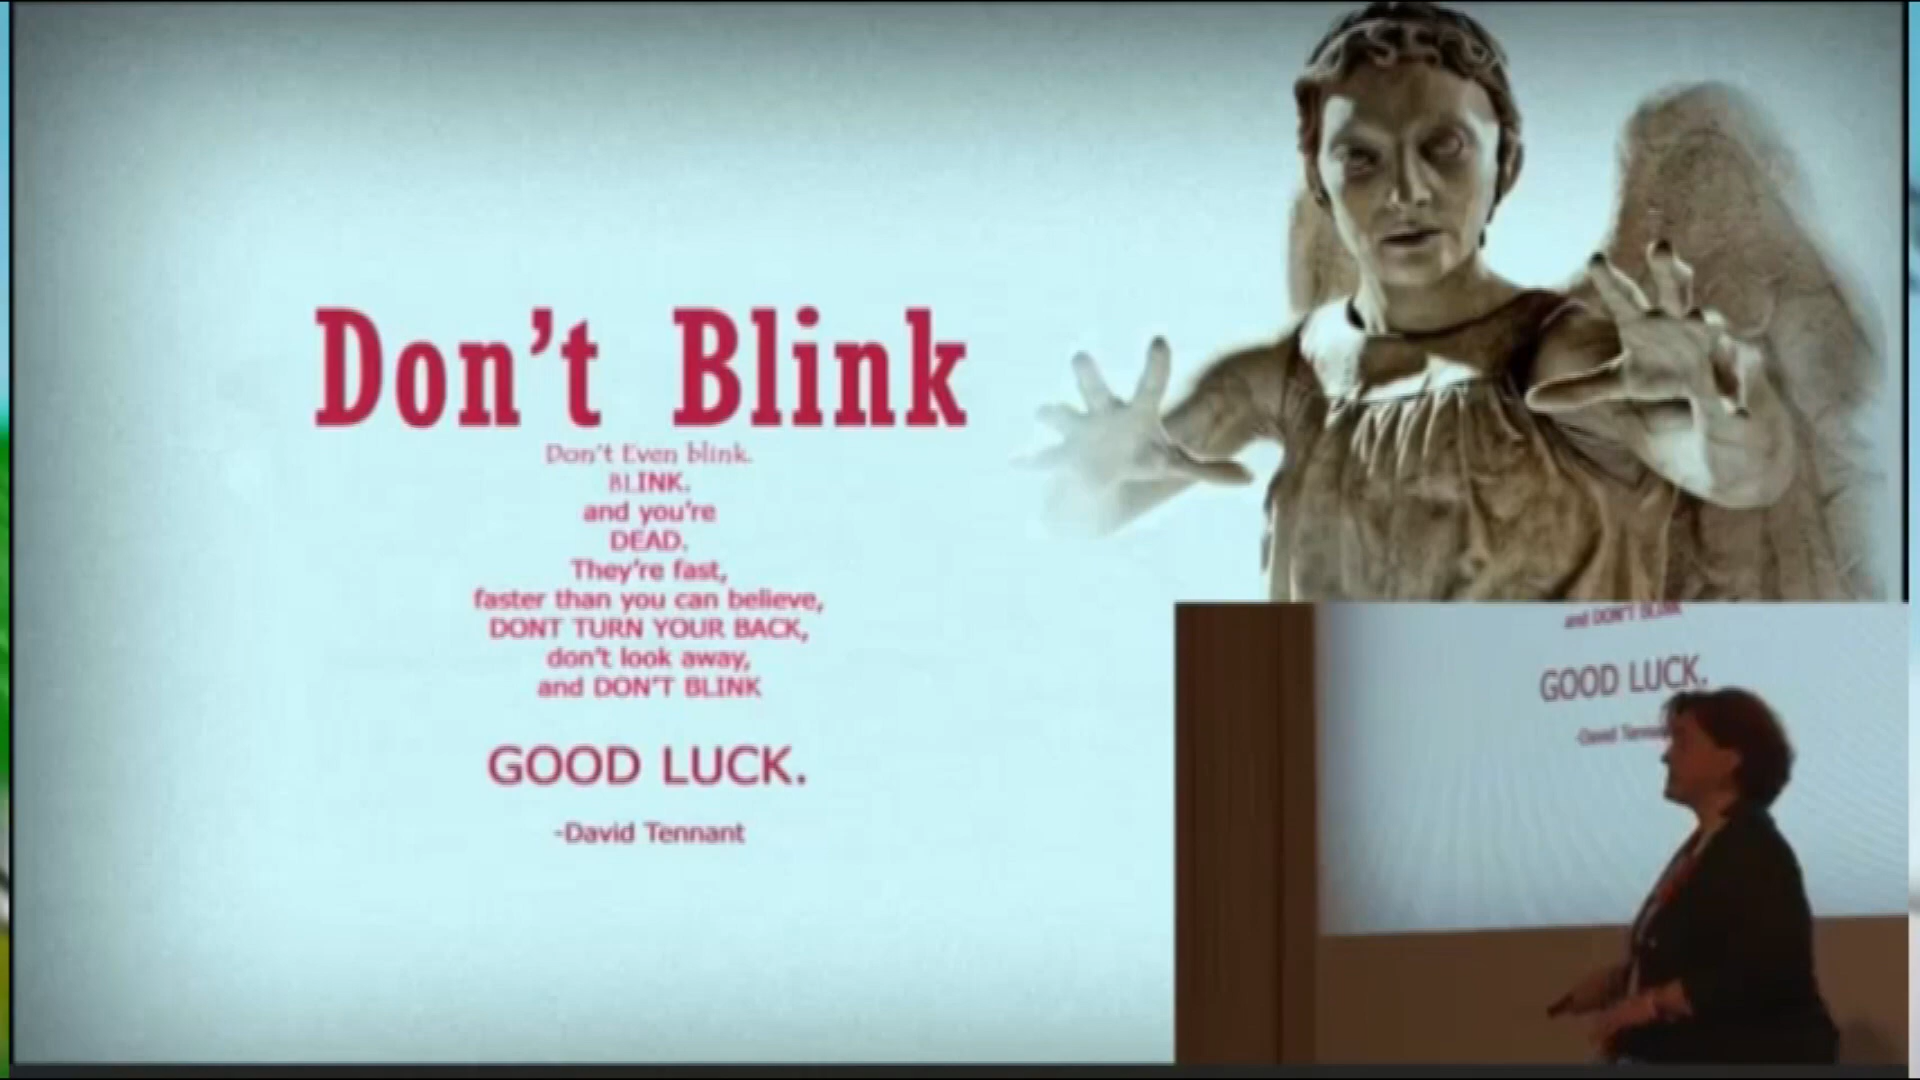 Don't Blink
Don't Even blink.
BLINK.
and you're
DEAD.
They're fast,
faster than you can believe,
DONT TURN YOUR BACK,
don't look away,
and DON'T BLINK
GOOD LUCK.
-David Tennant
and DON'T BLINK
GOOD LUCK.
-David